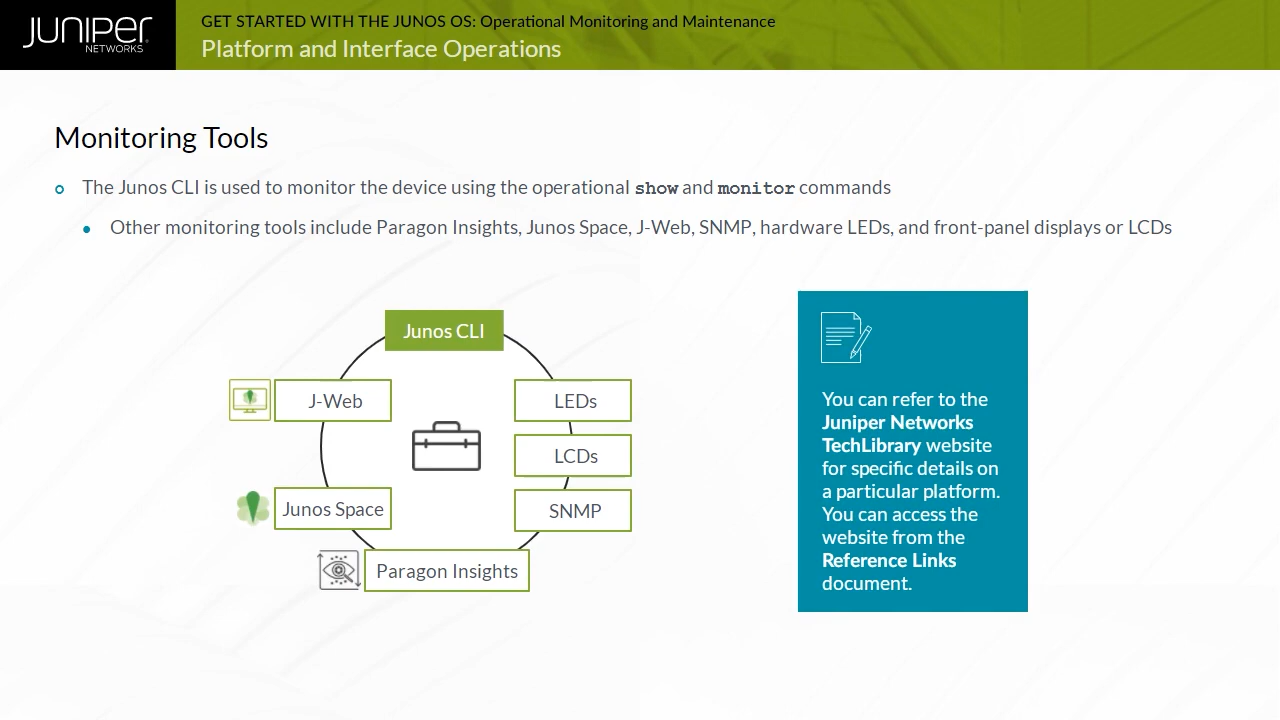 JUNIPER
NETWORKS
GET STARTED WITH THE JUNOS OS: Operational Monitoring and Maintenance
Platform and Interface Operations
Monitoring Tools
The Junos CLI is used to monitor the device using the operational show and monitor commands
Other monitoring tools include Paragon Insights, Junos Space, J-Web, SNMP, hardware LEDs, and front-panel displays or LCDs
Junos CLI
J-Web
LEDs
LCDs
Junos Space
SNMP
Paragon Insights
You can refer to the
Juniper Networks
TechLibrary website
for specific details on
a particular platform.
You can access the
website from the
Reference Links
document.